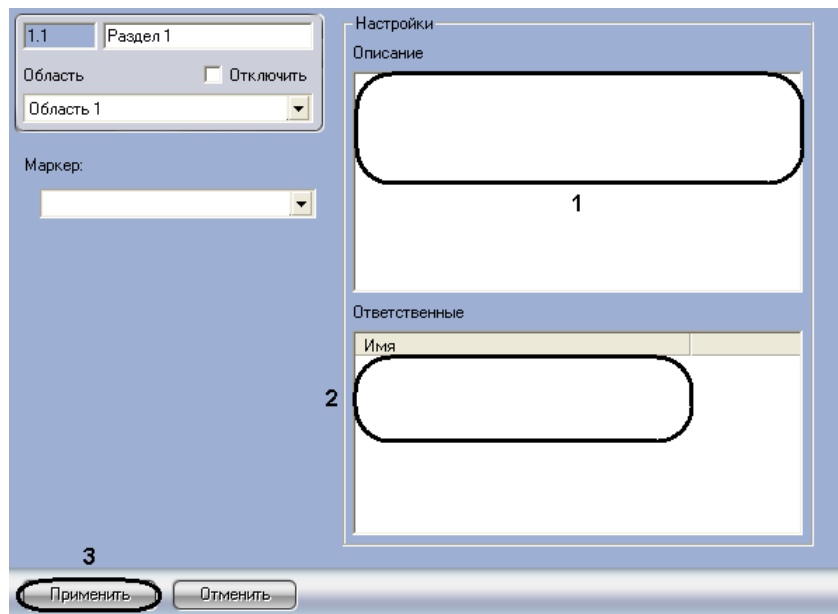 1.1
Раздел 1
Область
Отключить
Область 1
Маркер:
Настройки
Описание
1
Ответственные
Имя
2
3
Применить
Отменить